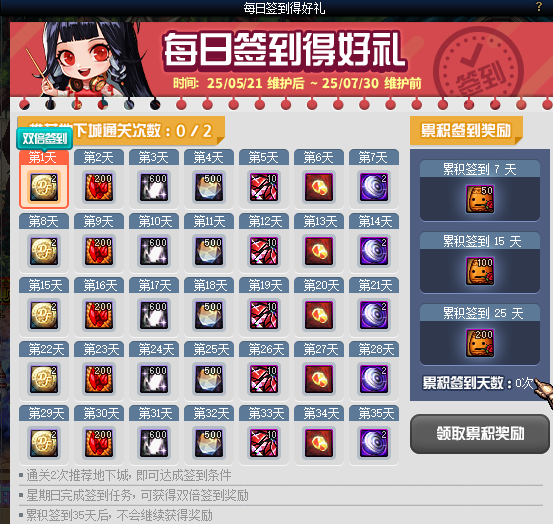 每日签到得好礼
?
每日签到得好礼
时间: 25/05/21 维护后 ~ 25/07/30 维护前
签到
推荐地下城通关次数:0/2
双倍签到
累积签到奖励
第1天 第2天 第3天 第4天 第5天 第6天 第7天
2 200 600 500 10 2 2
第8天 第9天 第10天 第11天 第12天 第13天 第14天
2 200 600 500 10 2 2
第15天 第16天 第17天 第18天 第19天 第20天 第21天
2 200 600 500 10 2 2
第22天 第23天 第24天 第25天 第26天 第27天 第28天
2 200 600 500 10 2 2
第29天 第30天 第31天 第32天 第33天 第34天 第35天
2 200 600 500 10 2 2
累积签到 7 天
50
累积签到 15 天
100
累积签到 25 天
200
累积签到天数:0次
领取累积奖励
通关2次推荐地下城, 即可达成签到条件
星期日完成签到任务, 可获得双倍签到奖励
累积签到35天后, 不会继续获得奖励